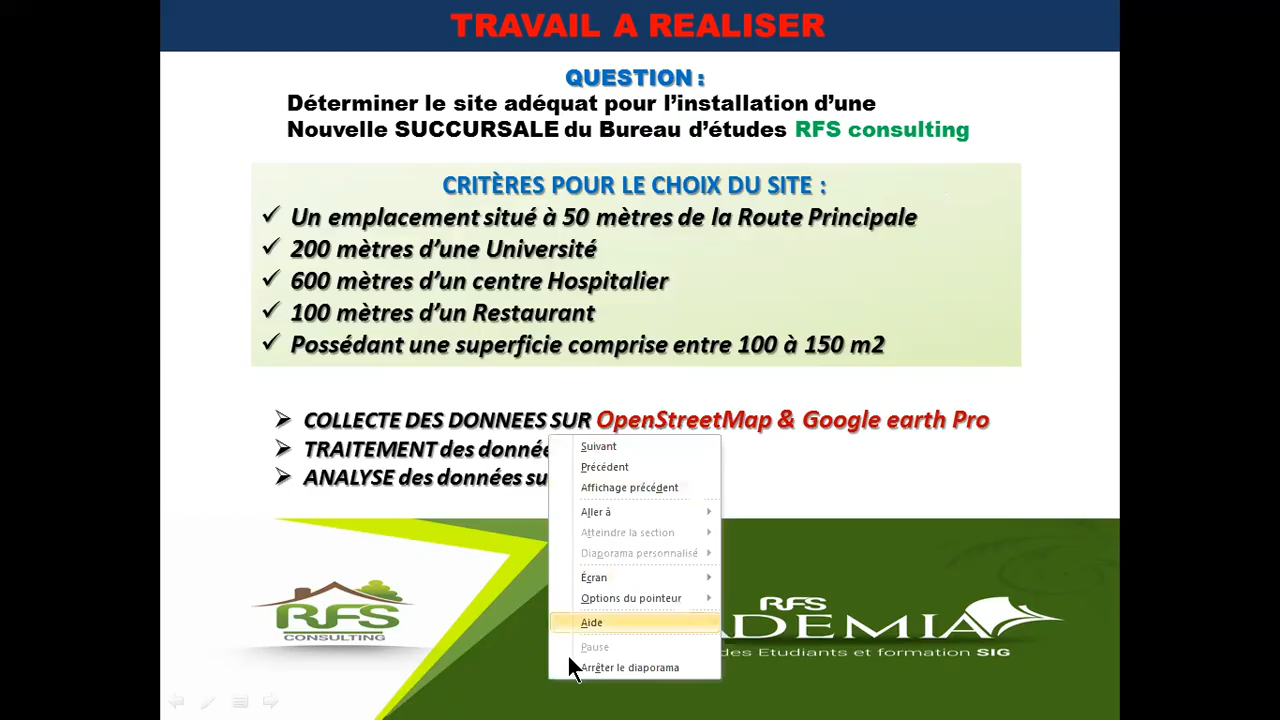 TRAVAIL A REALISER
QUESTION :
Déterminer le site adéquat pour l’installation d’une
Nouvelle SUCCURSALE du Bureau d’études RFS consulting
CRITÈRES POUR LE CHOIX DU SITE :
✓ Un emplacement situé à 50 mètres de la Route Principale
✓ 200 mètres d’une Université
✓ 600 mètres d’un centre Hospitalier
✓ 100 mètres d’un Restaurant
✓ Possédant une superficie comprise entre 100 à 150 m2
➢ COLLECTE DES DONNEES SUR OpenStreetMap & Google earth Pro
➢ TRAITEMENT des donnée
➢ ANALYSE des données su
Suivant
Précédent
Affichage précédent
Aller à
Atteindre la section
Diaporama personnalisé
Écran
Options du pointeur
Aide
Pause
Arrêter le diaporama
RFS
CONSULTING
RFS
ADEMIA
des Etudiants et formation SIG